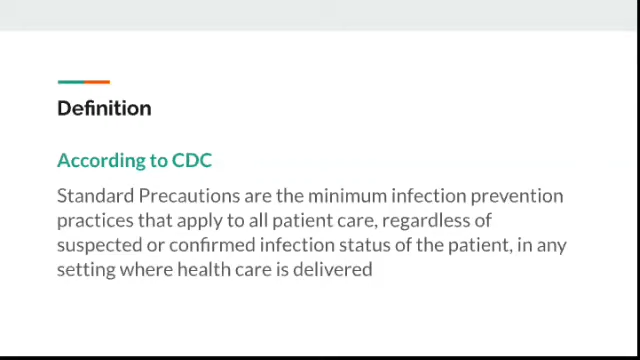 Definition
According to CDC
Standard Precautions are the minimum infection prevention
practices that apply to all patient care, regardless of
suspected or confirmed infection status of the patient, in any
setting where health care is delivered